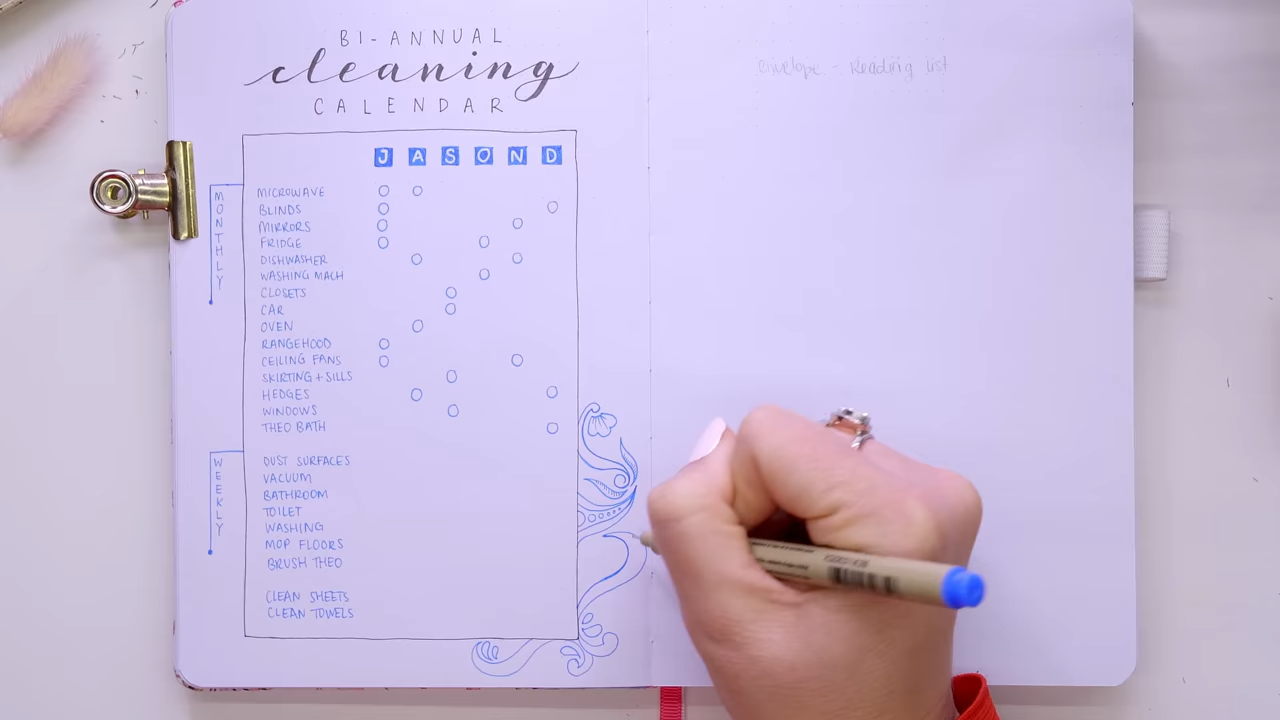 BI-ANNUAL
cleaning
CALENDAR
envelope - Reading list
J A S O N D
MONTHLY
MICROWAVE
BLINDS
MIRRORS
FRIDGE
DISHWASHER
WASHING MACH
CLOSETS
CAR
OVEN
RANGEHOOD
CEILING FANS
SKIRTING + SILLS
HEDGES
WINDOWS
THEO BATH
WEEKLY
DUST SURFACES
VACUUM
BATHROOM
TOILET
WASHING
MOP FLOORS
BRUSH THEO
CLEAN SHEETS
CLEAN TOWELS